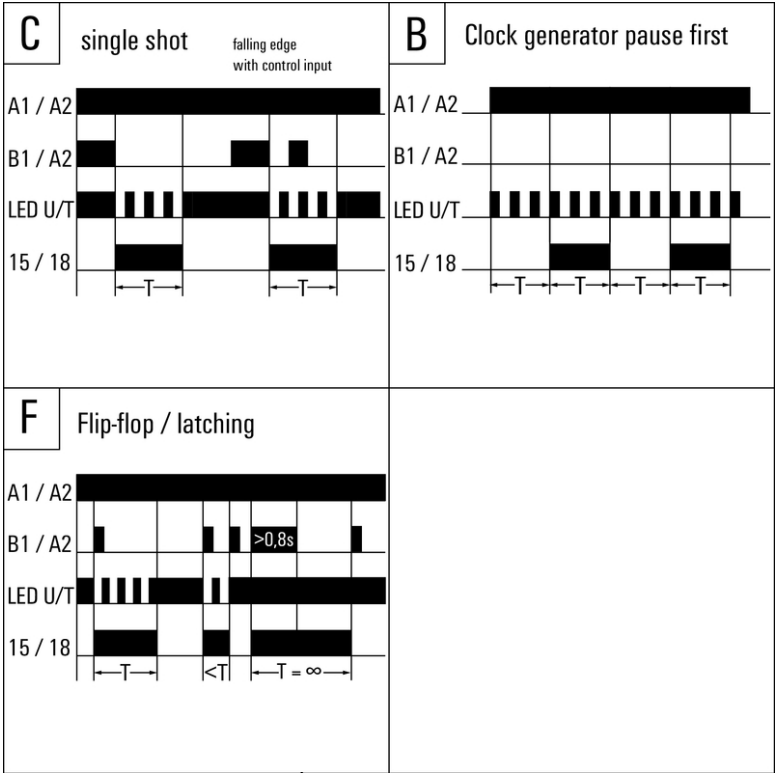 C
single shot
falling edge
with control input
A1 / A2
B1 / A2
LED U/T
15 / 18
T
T
B
Clock generator pause first
A1 / A2
B1 / A2
LED U/T
15 / 18
T
T
T
T
F
Flip-flop / latching
A1 / A2
B1 / A2
>0,8s
LED U/T
15 / 18
T
<T
T = ∞